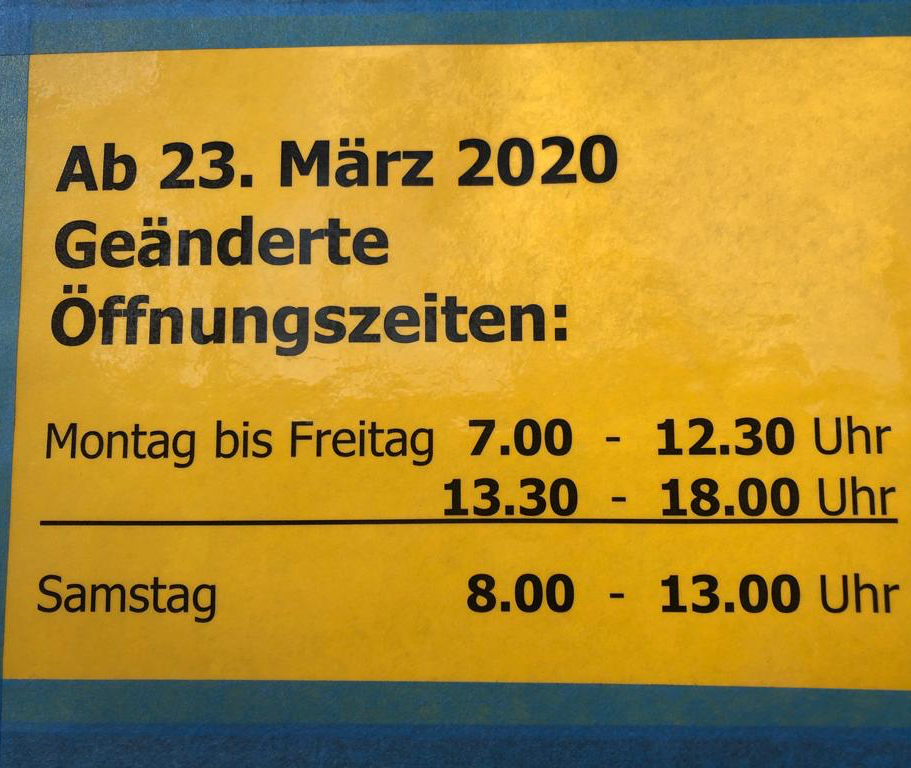 Ab 23. März 2020
Geänderte
Öffnungszeiten:
Montag bis Freitag 7.00 - 12.30 Uhr
13.30 - 18.00 Uhr
Samstag 8.00 - 13.00 Uhr